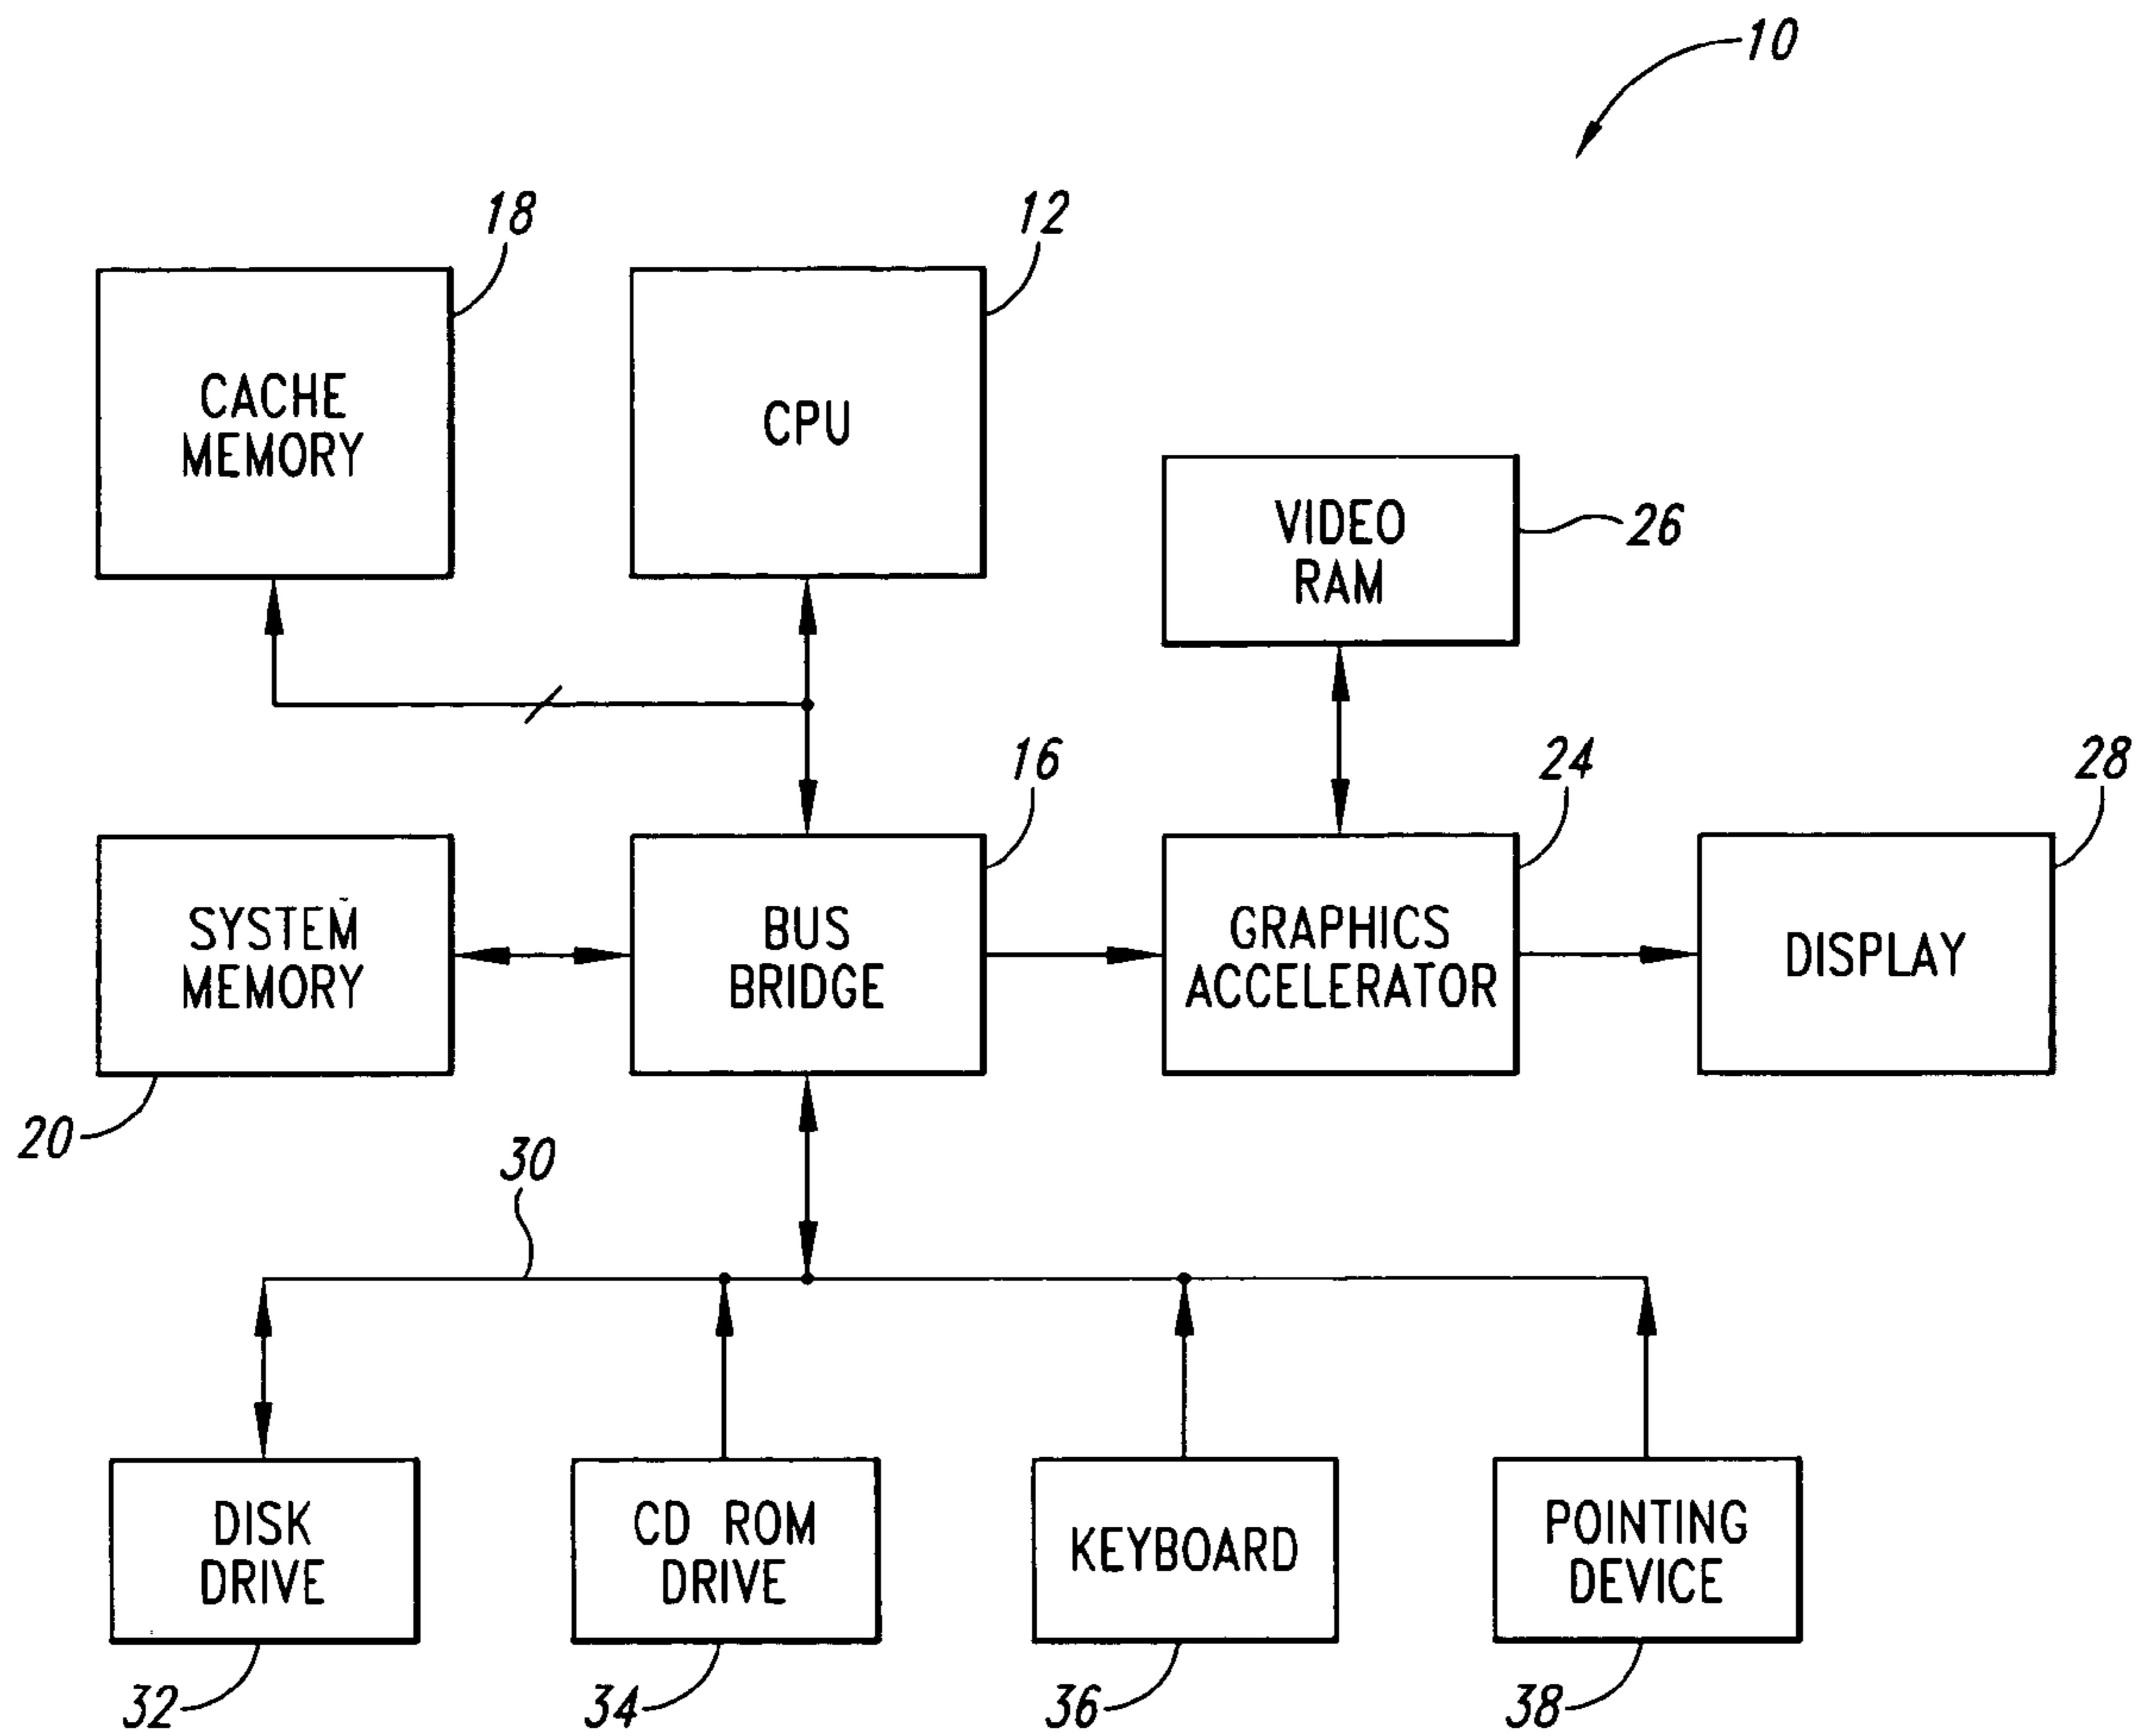 10
18
12
CACHE
MEMORY
CPU
VIDEO
RAM
26
16
24
28
SYSTEM
MEMORY
BUS
BRIDGE
GRAPHICS
ACCELERATOR
DISPLAY
20
30
DISK
DRIVE
CD ROM
DRIVE
KEYBOARD
POINTING
DEVICE
32
34
36
38